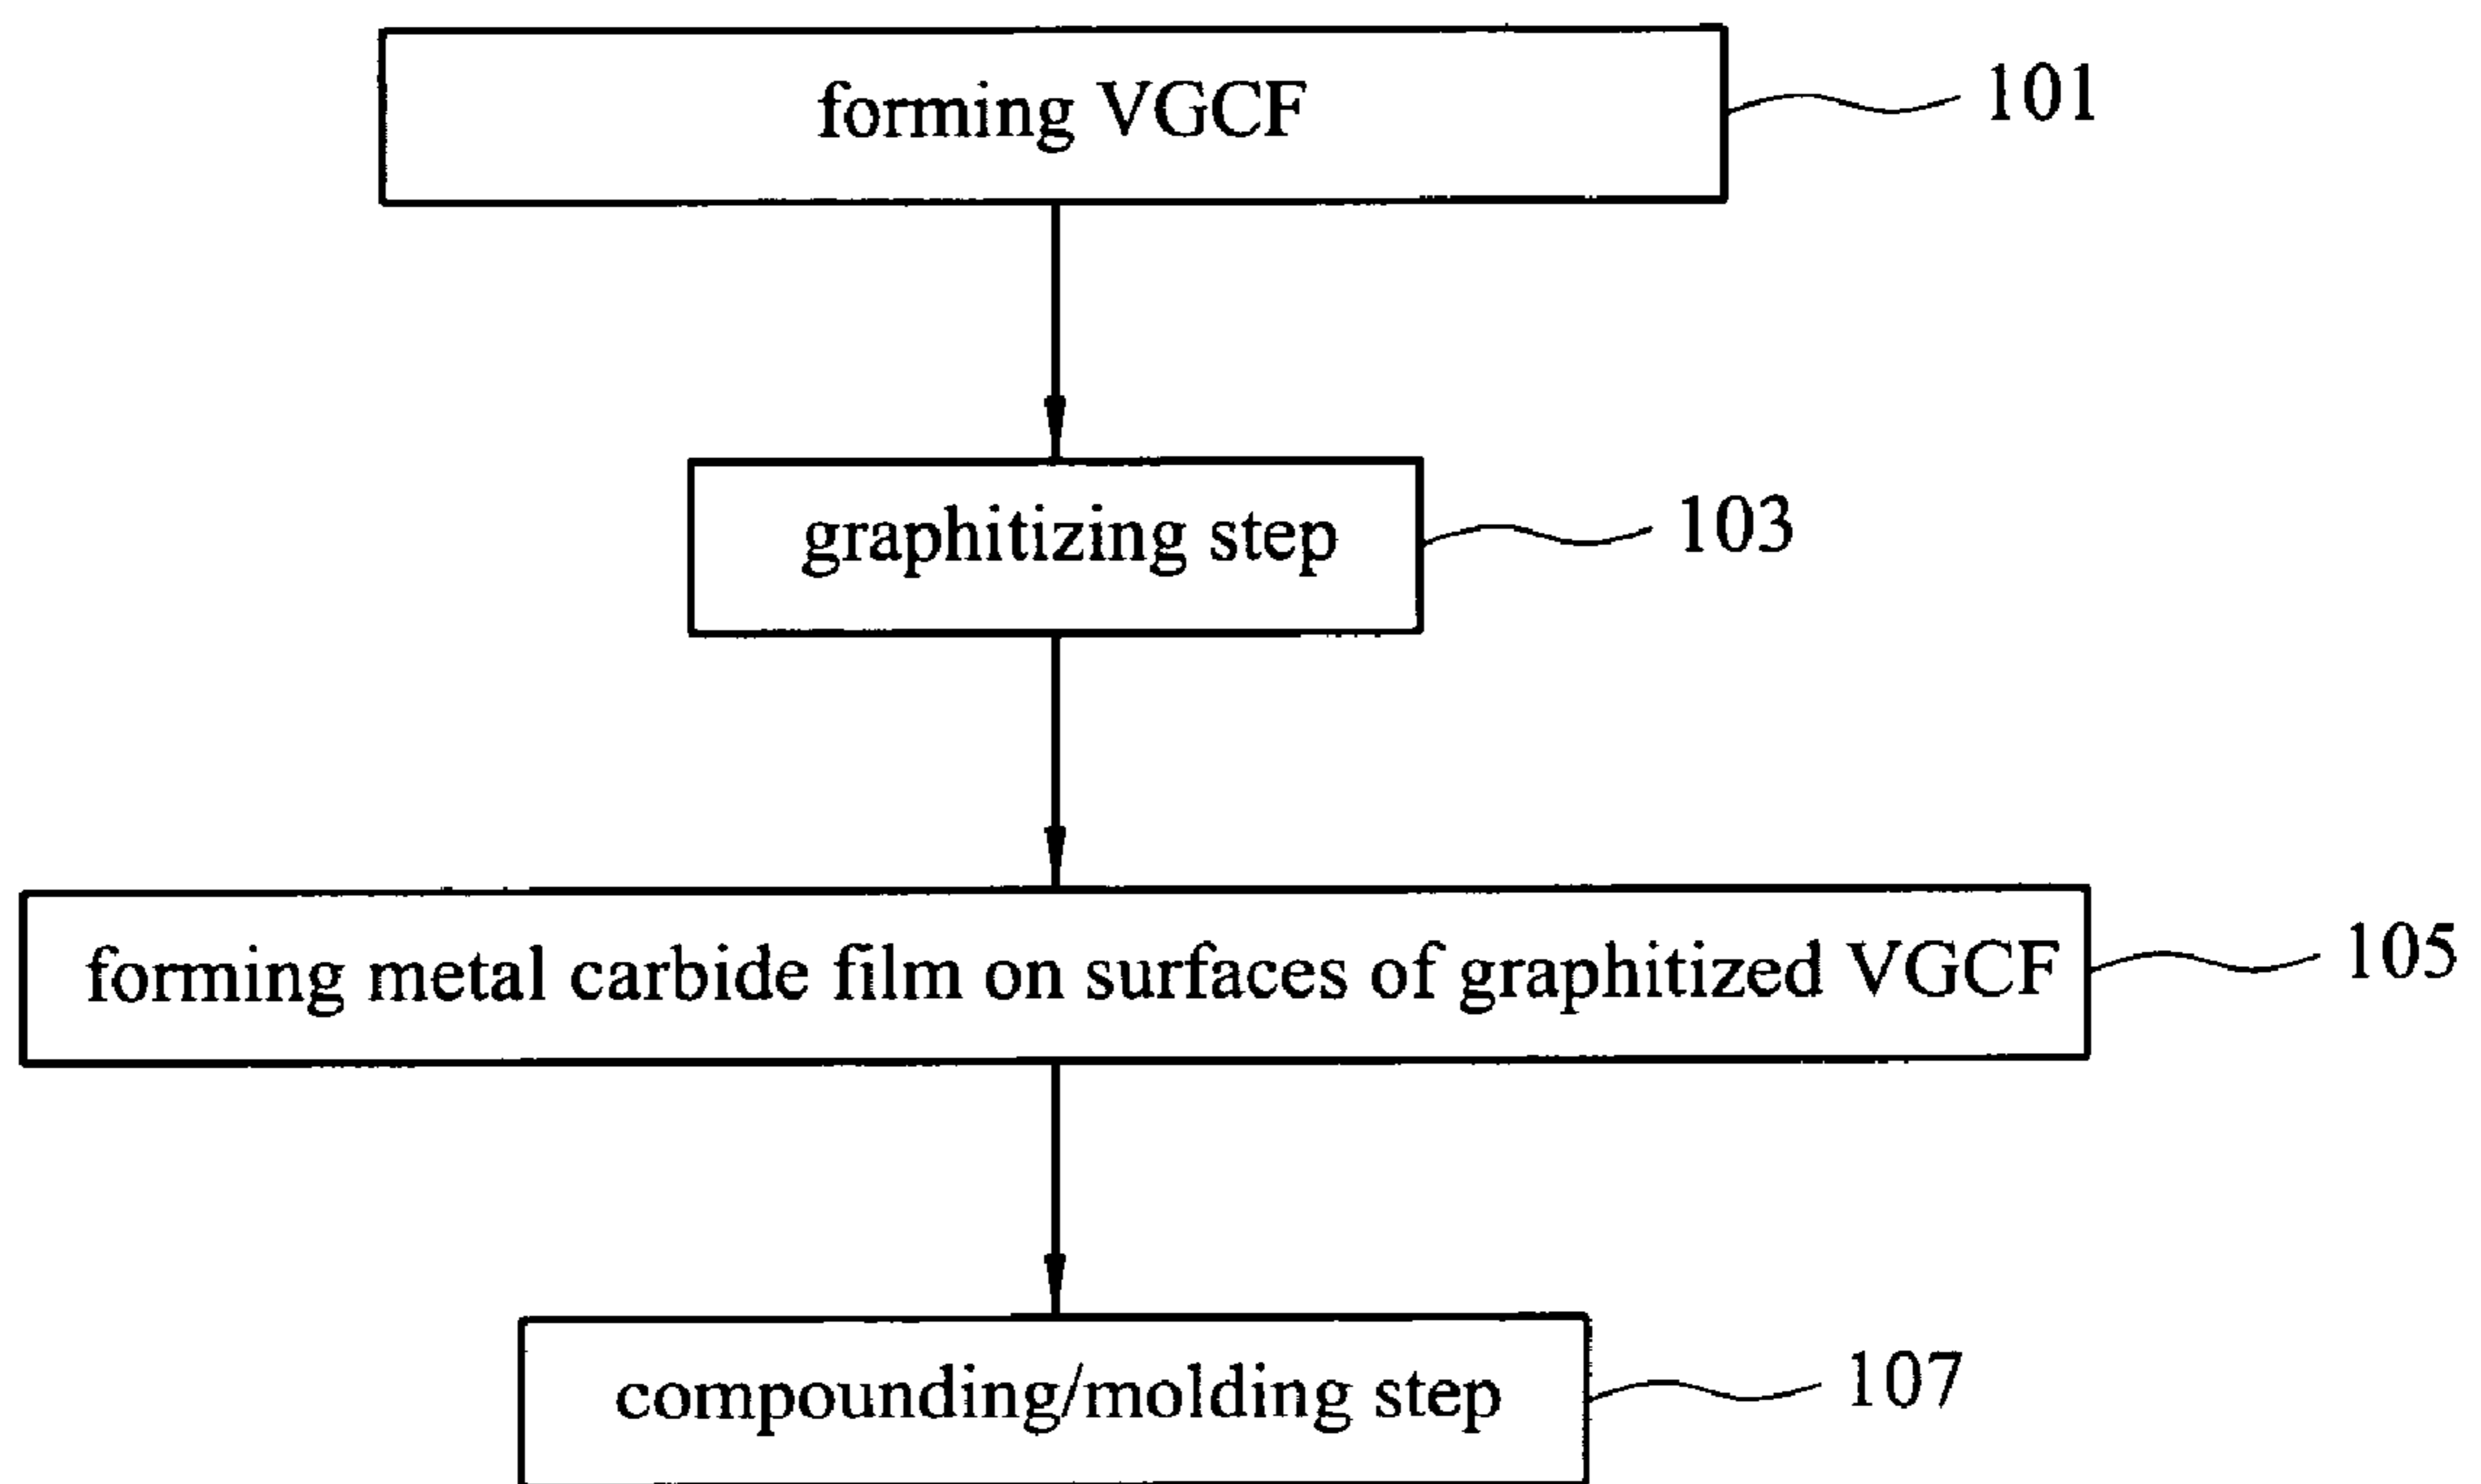 forming VGCF
101
graphitizing step
103
forming metal carbide film on surfaces of graphitized VGCF
105
compounding/molding step
107